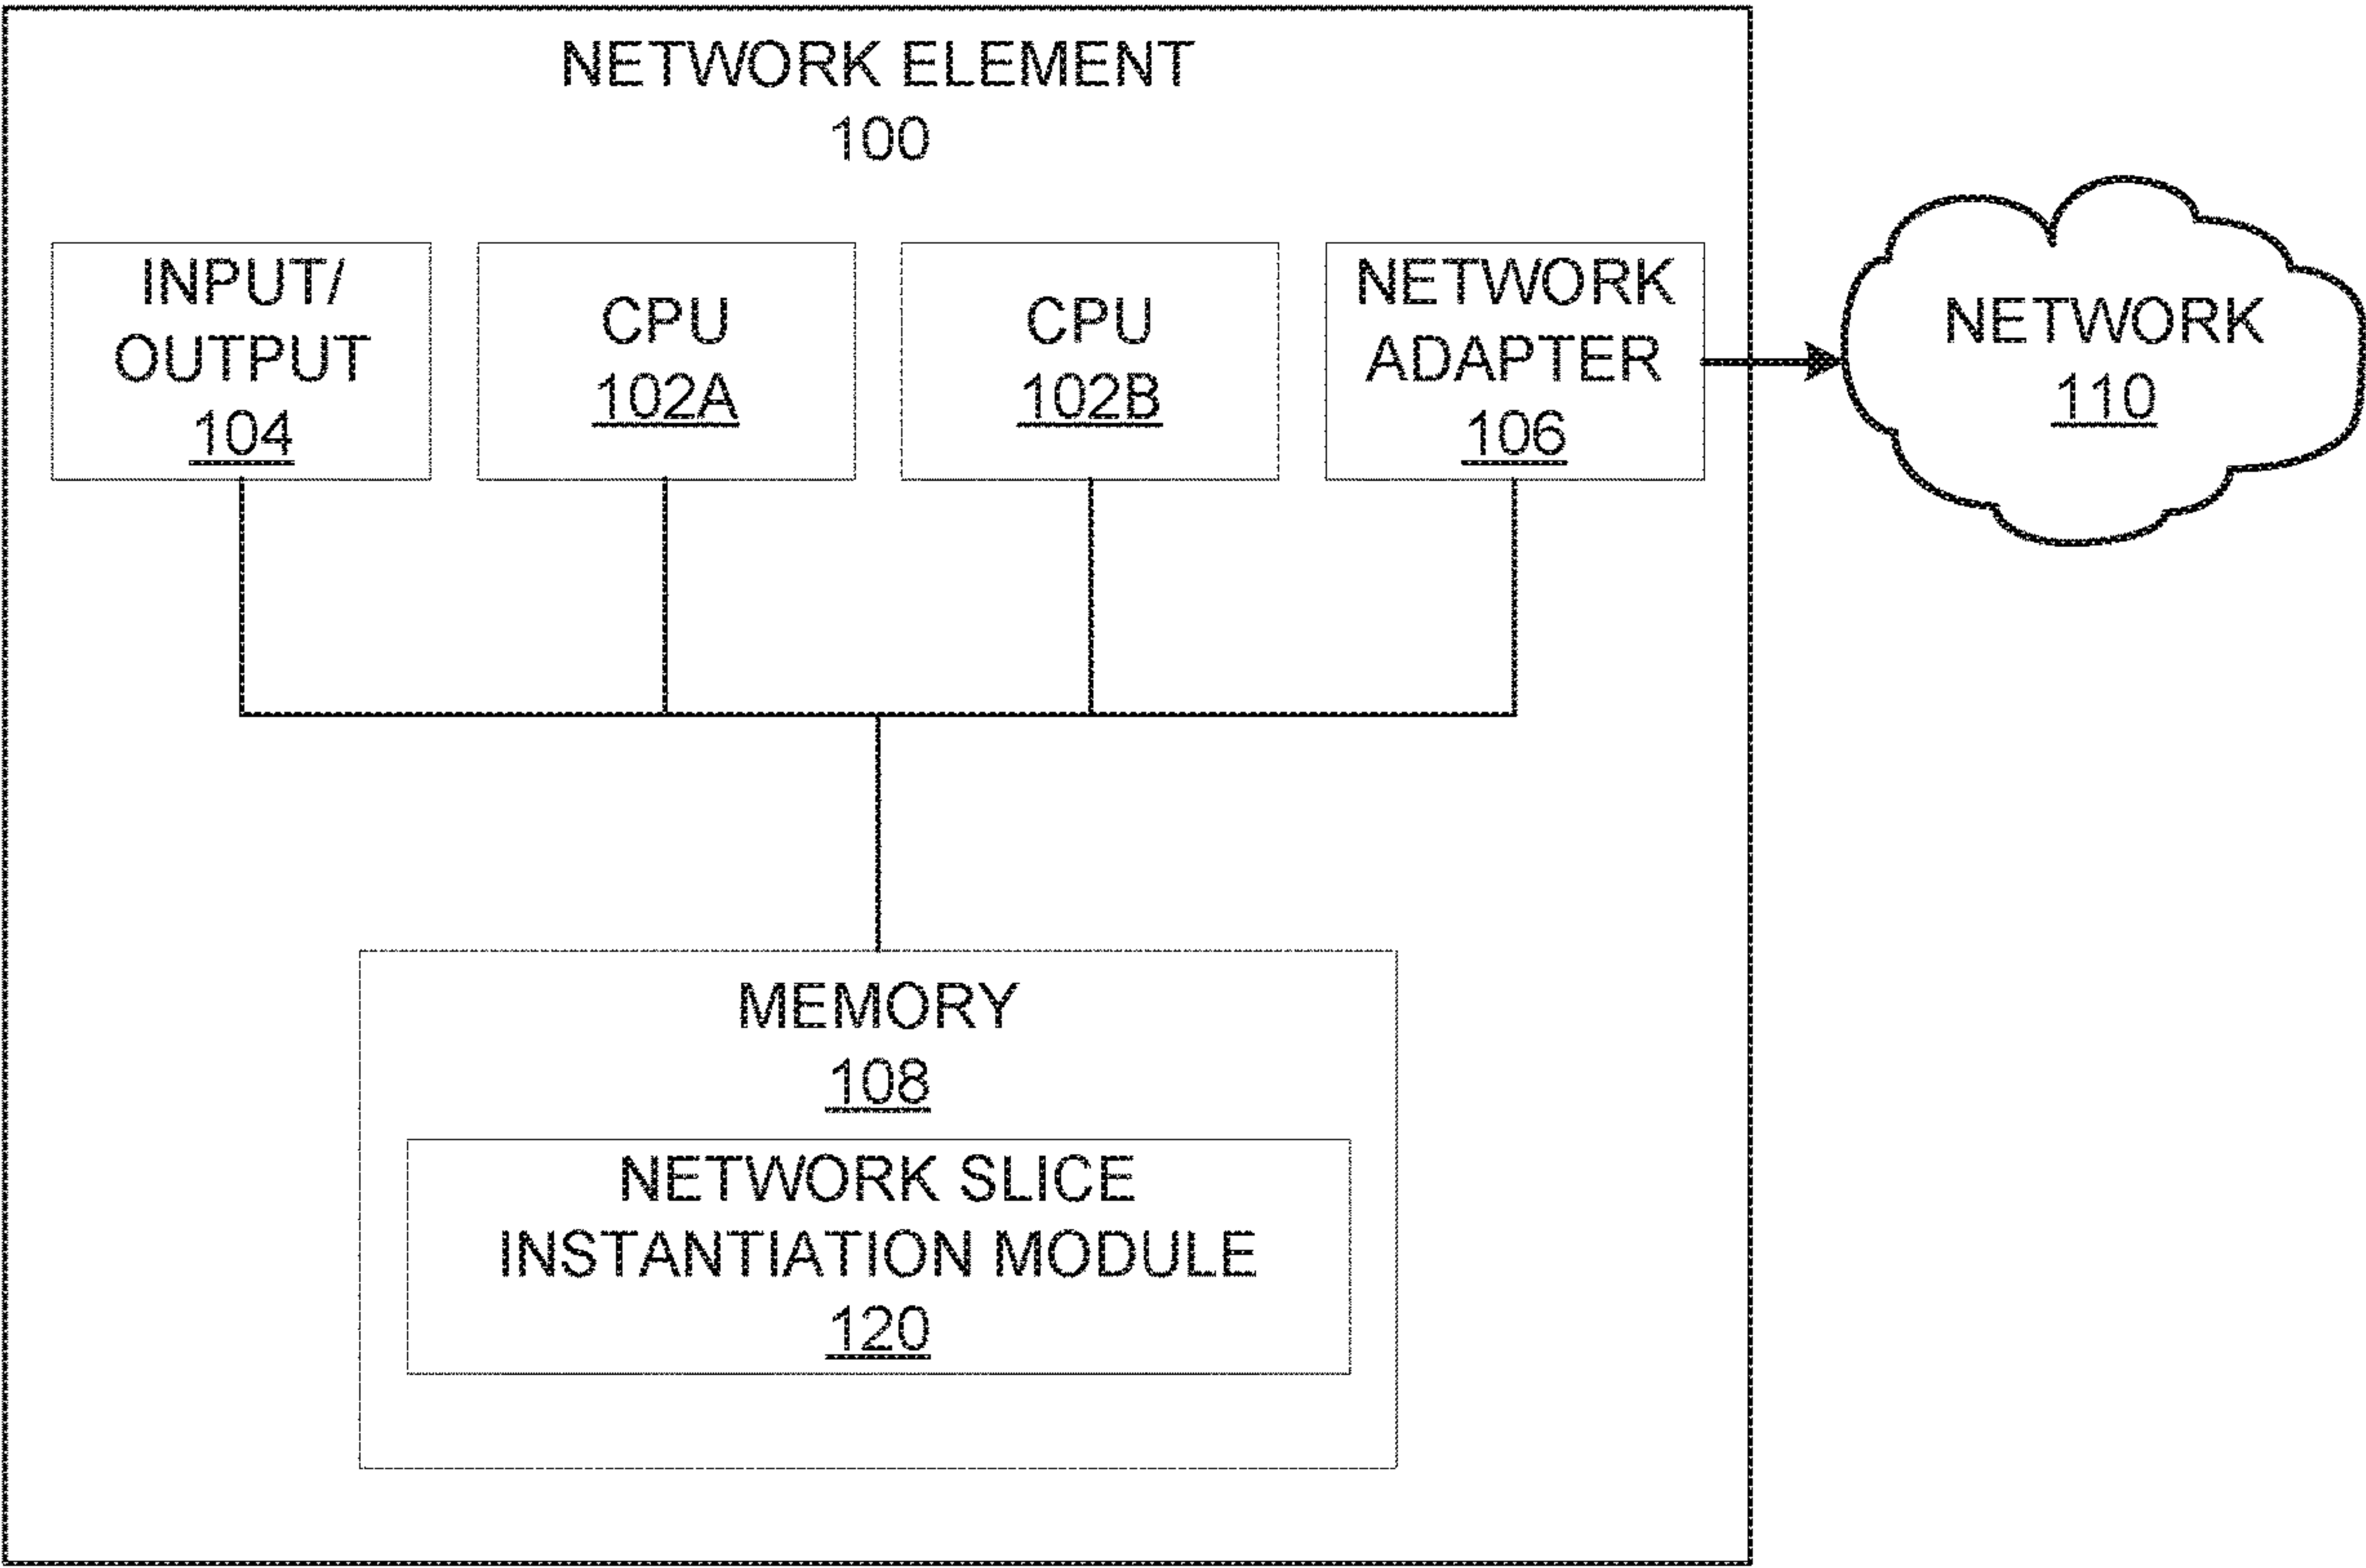 NETWORK ELEMENT
100
INPUT/
OUTPUT
104
CPU
102A
CPU
102B
NETWORK
ADAPTER
106
NETWORK
110
MEMORY
108
NETWORK SLICE
INSTANTIATION MODULE
120